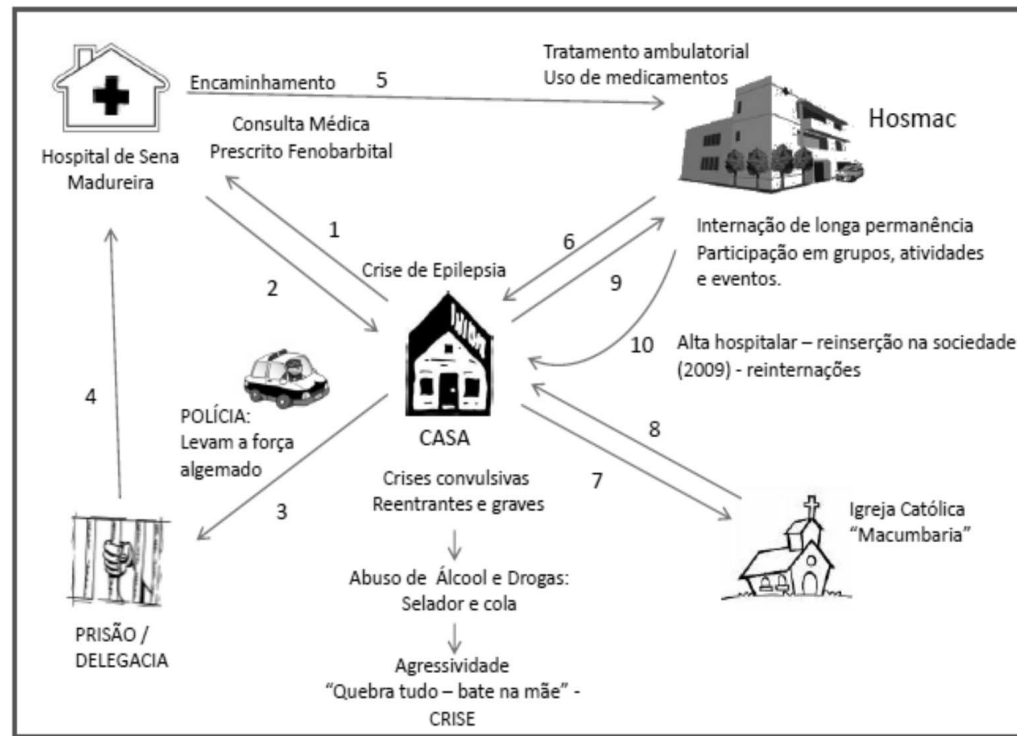 Tratamento ambulatorial
Uso de medicamentos
Encaminhamento
5
Hosmac
Consulta Médica
Prescrito Fenobarbital
Hospital de Sena
Madureira
1
2
Crise de Epilepsia
6
9
Internação de longa permanência
Participação em grupos, atividades
e eventos.
10
Alta hospitalar – reinserção na sociedade
(2009) - reinternações
4
POLÍCIA:
Levam a força
algemado
3
CASA
8
7
Crises convulsivas
Reentrantes e graves
Igreja Católica
“Macumbaria”
Abuso de Álcool e Drogas:
Selador e cola
PRISÃO /
DELEGACIA
Agressividade
“Quebra tudo – bate na mãe” -
CRISE